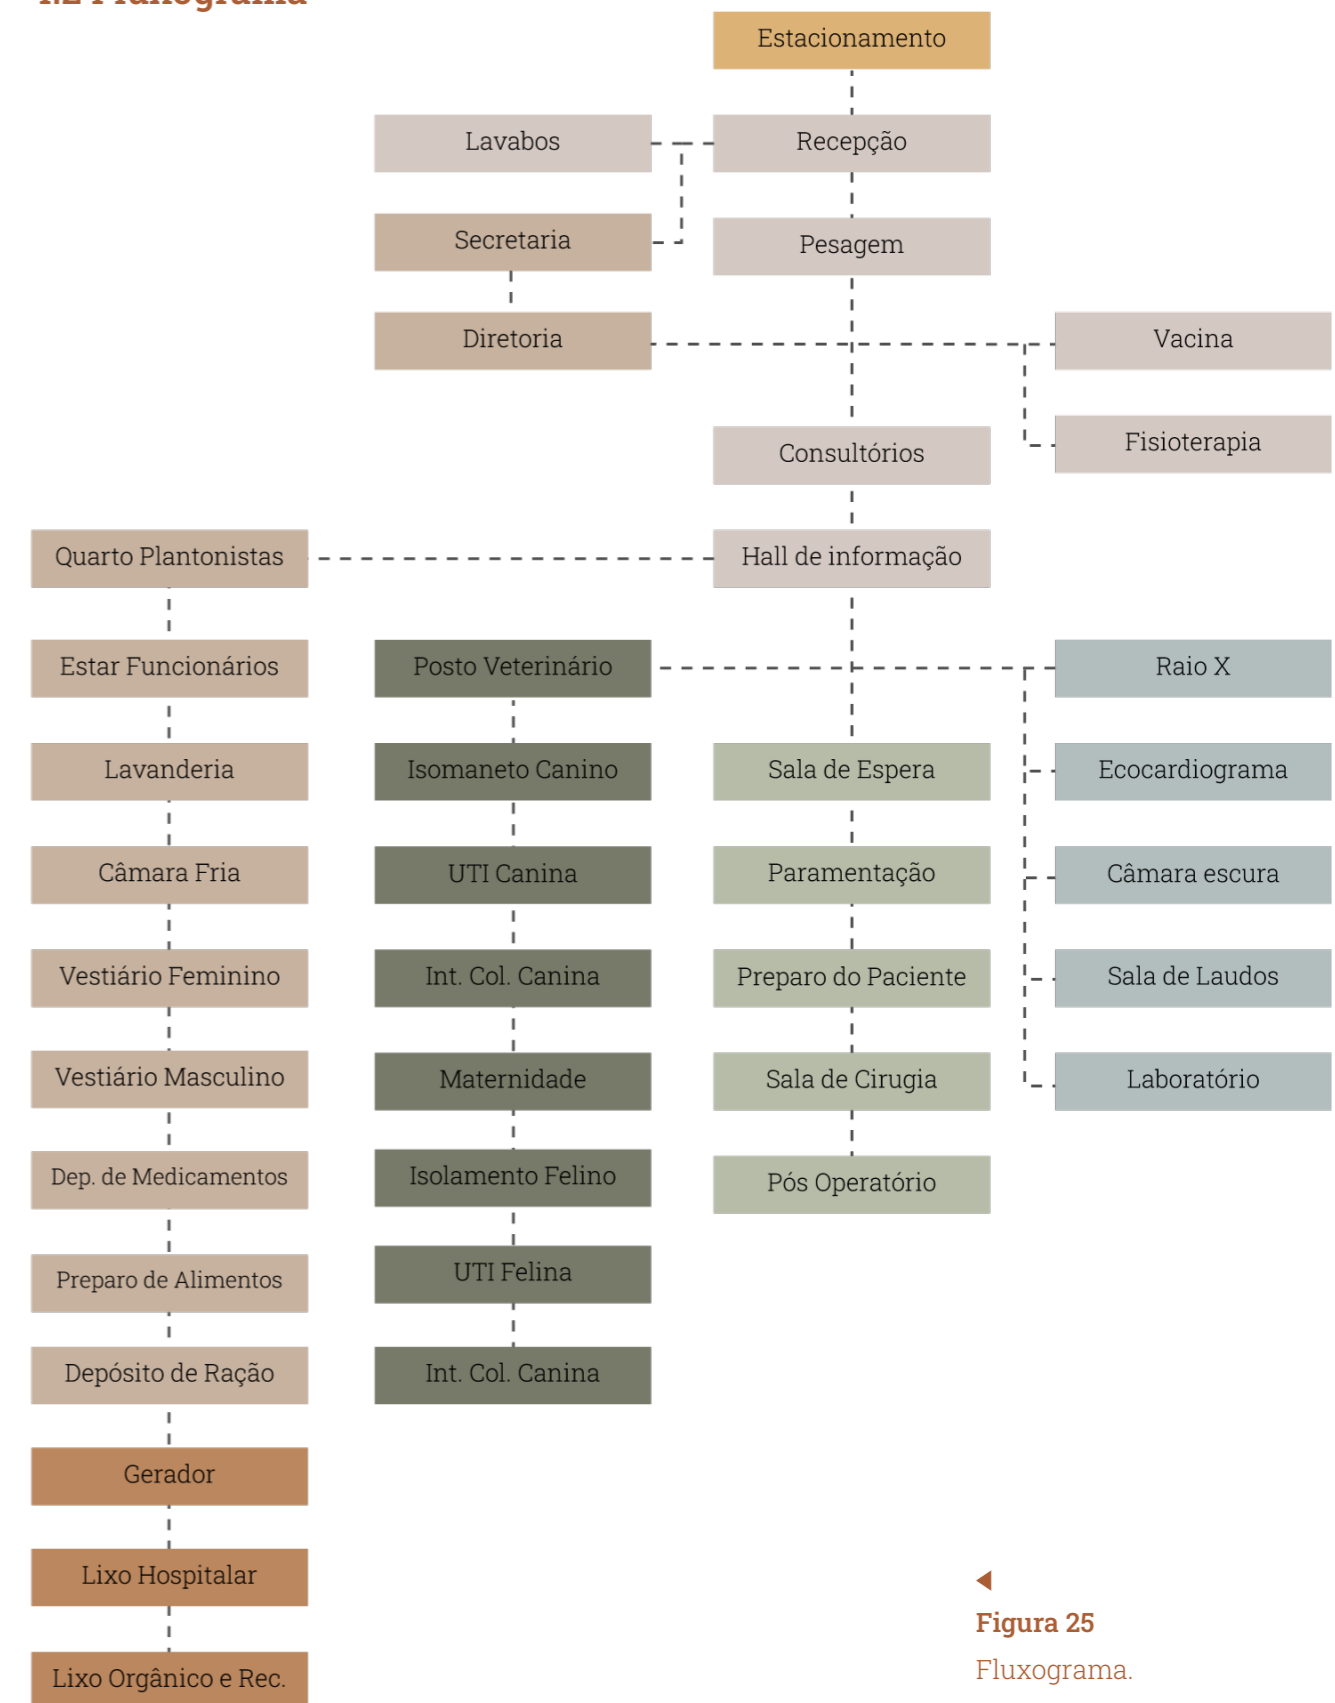 Estacionamento
Lavabos
Recepção
Secretaria
Pesagem
Diretoria
Vacina
Fisioterapia
Consultórios
Quarto Plantonistas
Hall de informação
Estar Funcionários
Posto Veterinário
Raio X
Lavanderia
Isomaneto Canino
Sala de Espera
Ecocardiograma
Câmara Fria
UTI Canina
Paramentação
Câmara escura
Vestiário Feminino
Int. Col. Canina
Preparo do Paciente
Sala de Laudos
Vestiário Masculino
Maternidade
Sala de Cirugia
Laboratório
Dep. de Medicamentos
Isolamento Felino
Pós Operatório
Preparo de Alimentos
UTI Felina
Depósito de Ração
Int. Col. Canina
Gerador
Lixo Hospitalar
Lixo Orgânico e Rec.
Figura 25
Fluxograma.